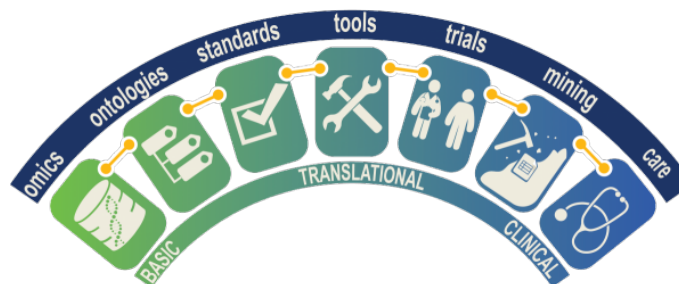 omics
ontologies
standards
tools
trials
mining
care
BASIC
TRANSLATIONAL
CLINICAL